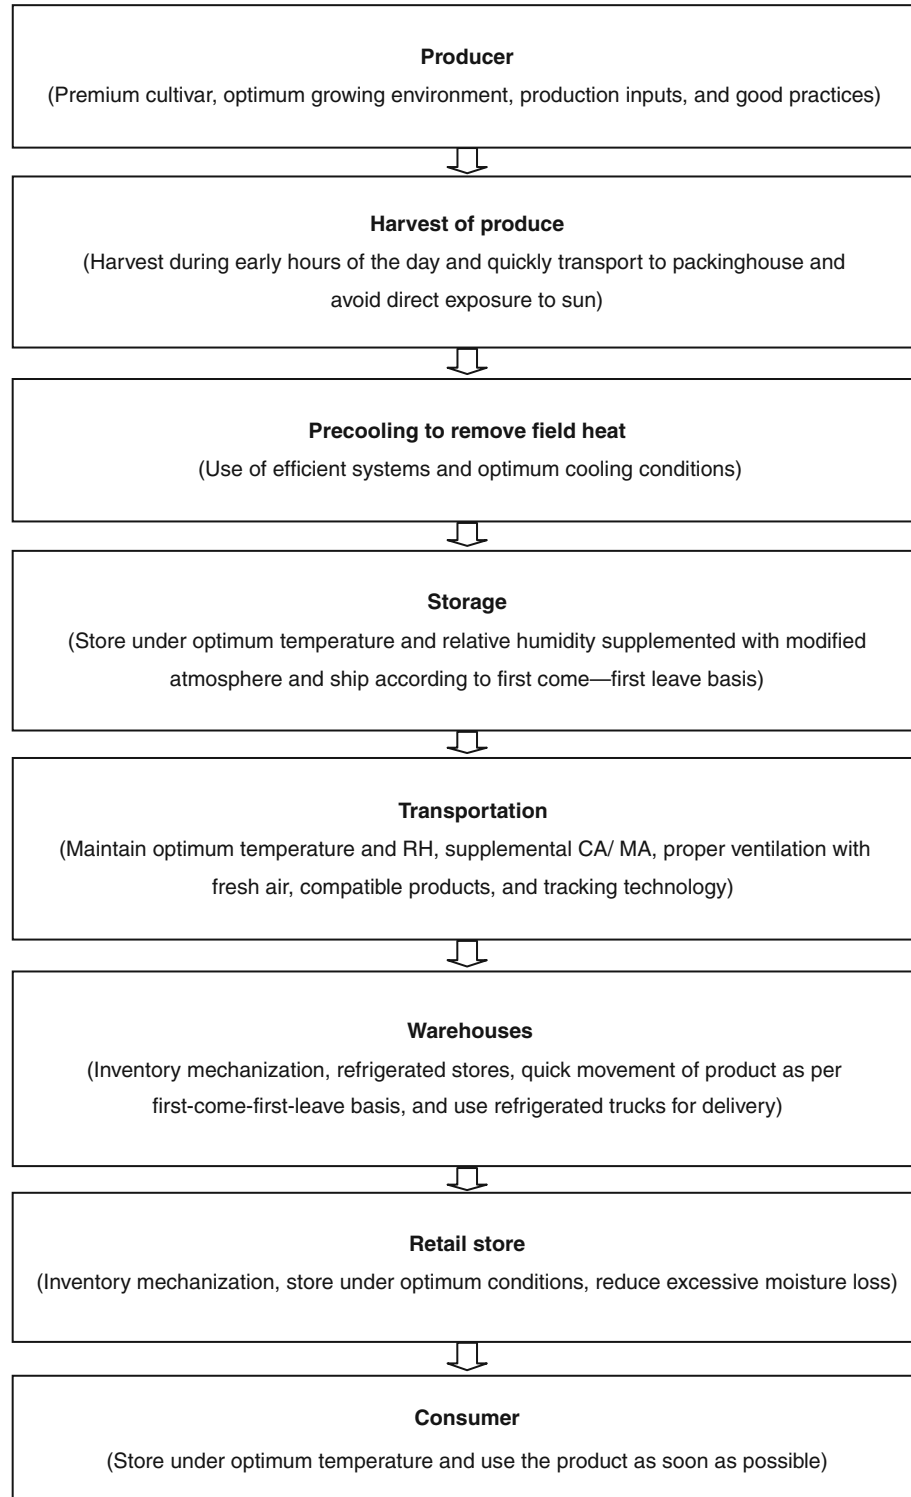 Producer
(Premium cultivar, optimum growing environment, production inputs, and good practices)
Harvest of produce
(Harvest during early hours of the day and quickly transport to packinghouse and
avoid direct exposure to sun)
Precooling to remove field heat
(Use of efficient systems and optimum cooling conditions)
Storage
(Store under optimum temperature and relative humidity supplemented with modified
atmosphere and ship according to first come—first leave basis)
Transportation
(Maintain optimum temperature and RH, supplemental CA/ MA, proper ventilation with
fresh air, compatible products, and tracking technology)
Warehouses
(Inventory mechanization, refrigerated stores, quick movement of product as per
first-come-first-leave basis, and use refrigerated trucks for delivery)
Retail store
(Inventory mechanization, store under optimum conditions, reduce excessive moisture loss)
Consumer
(Store under optimum temperature and use the product as soon as possible)